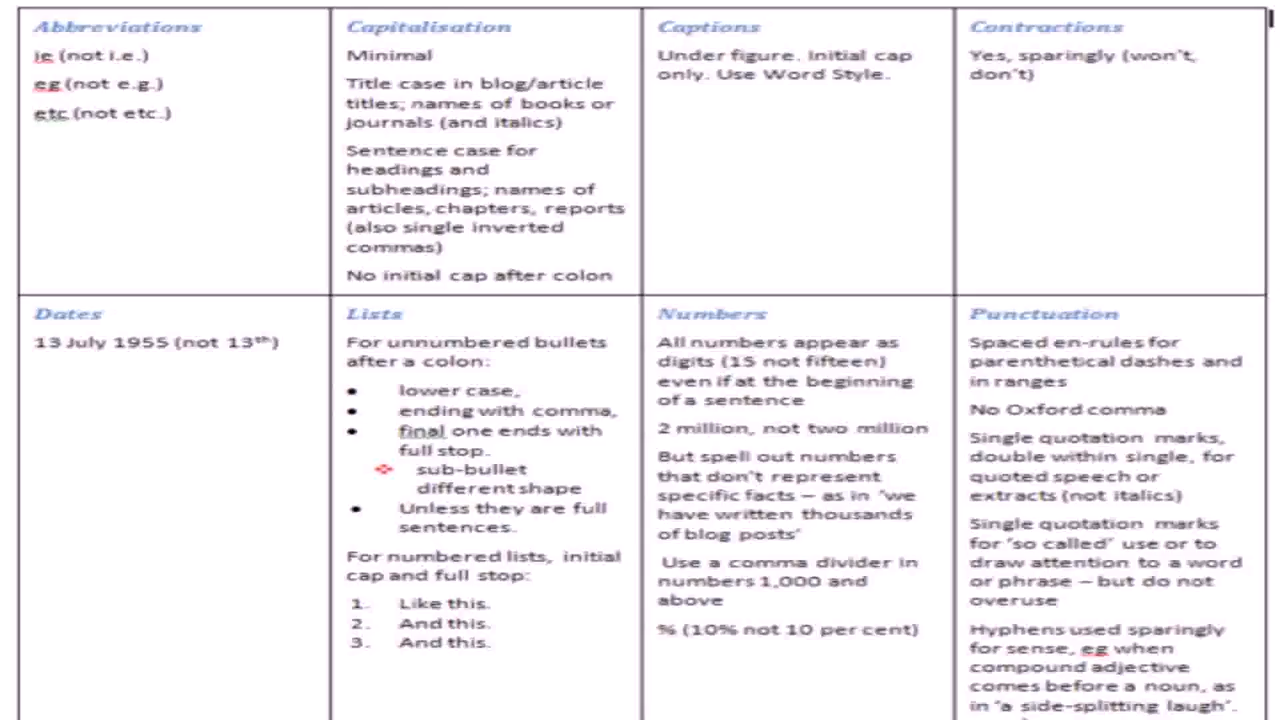 Abbreviations
ie (not i.e.)
eg (not e.g.)
etc (not etc.)
Capitalisation
Minimal
Title case in blog/article
titles; names of books or
journals (and italics)
Sentence case for
headings and
subheadings; names of
articles, chapters, reports
(also single inverted
commas)
No initial cap after colon
Captions
Under figure. Initial cap
only. Use Word Style.
Contractions
Yes, sparingly (won't,
don't)
Dates
13 July 1955 (not 13th)
Lists
For unnumbered bullets
after a colon:
• lower case,
• ending with comma,
• final one ends with
full stop.
❖ sub-bullet
different shape
• Unless they are full
sentences.
For numbered lists, initial
cap and full stop:
1. Like this.
2. And this.
3. And this.
Numbers
All numbers appear as
digits (15 not fifteen)
even if at the beginning
of a sentence
2 million, not two million
But spell out numbers
that don't represent
specific facts – as in 'we
have written thousands
of blog posts'
Use a comma divider in
numbers 1,000 and
above
% (10% not 10 per cent)
Punctuation
Spaced en-rules for
parenthetical dashes and
in ranges
No Oxford comma
Single quotation marks,
double within single, for
quoted speech or
extracts (not italics)
Single quotation marks
for 'so called' use or to
draw attention to a word
or phrase – but do not
overuse
Hyphens used sparingly
for sense, eg when
compound adjective
comes before a noun, as
in 'a side-splitting laugh'.